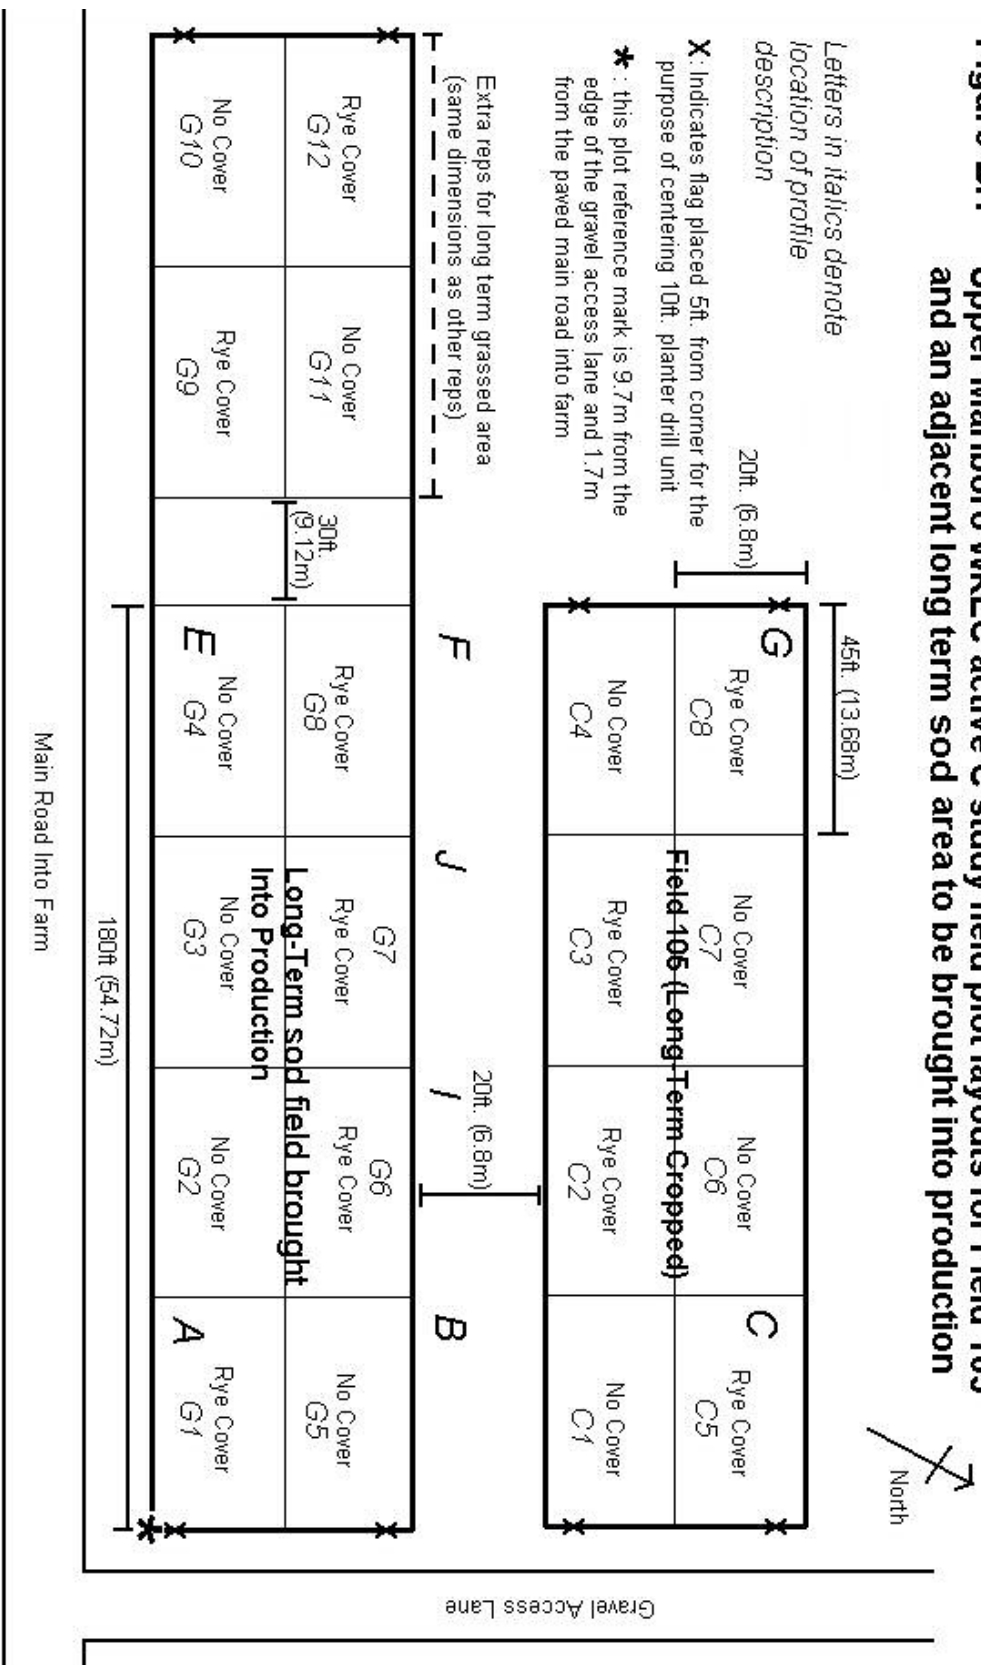 Upper Marlboro WREC active C study field plot layouts for Field 105
and an adjacent long term sod area to be brought into production
Letters in italics denote
location of profile
description
X: Indicates flag placed 5ft. from corner for the
purpose of centering 10ft. planter drill unit
*: this plot reference mark is 9.7m from the
edge of the gravel access lane and 1.7m
from the paved main road into farm
North
45ft. (13.68m)
20ft. (6.8m)
G
Rye Cover
C8
No Cover
C7
No Cover
C6
C
Rye Cover
C5
Field 105 (Long-Term Cropped)
No Cover
C4
Rye Cover
C3
Rye Cover
C2
No Cover
C1
Extra reps for long term grassed area
(same dimensions as other reps)
20ft. (6.8m)
F
J
I
B
Rye Cover
G12
No Cover
G11
30ft.
(9.12m)
Rye Cover
G8
G7
Rye Cover
G6
Rye Cover
No Cover
G5
Long-Term sod field brought
Into Production
No Cover
G10
Rye Cover
G9
E
No Cover
G4
No Cover
G3
No Cover
G2
A
Rye Cover
G1
*
180ft (54.72m)
Main Road Into Farm
Gravel Access Lane